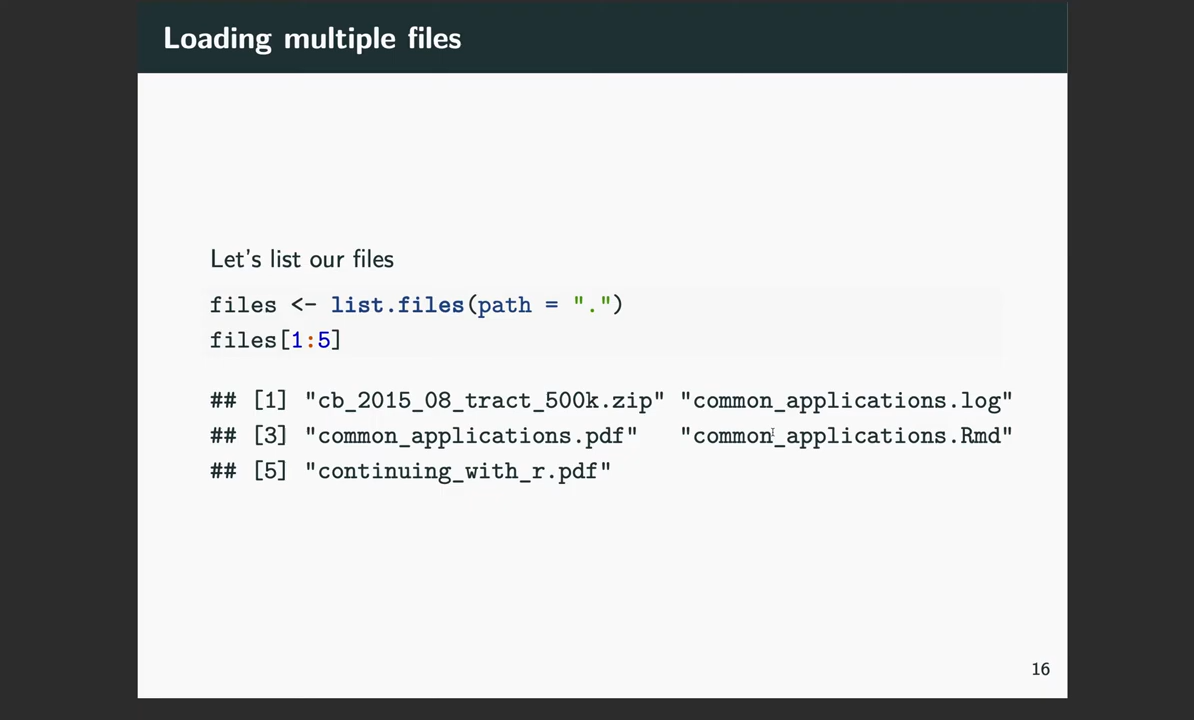 Loading multiple files
Let's list our files
files <- list.files(path = ".")
files[1:5]
## [1] "cb_2015_08_tract_500k.zip" "common_applications.log"
## [3] "common_applications.pdf" "common_applications.Rmd"
## [5] "continuing_with_r.pdf"
16